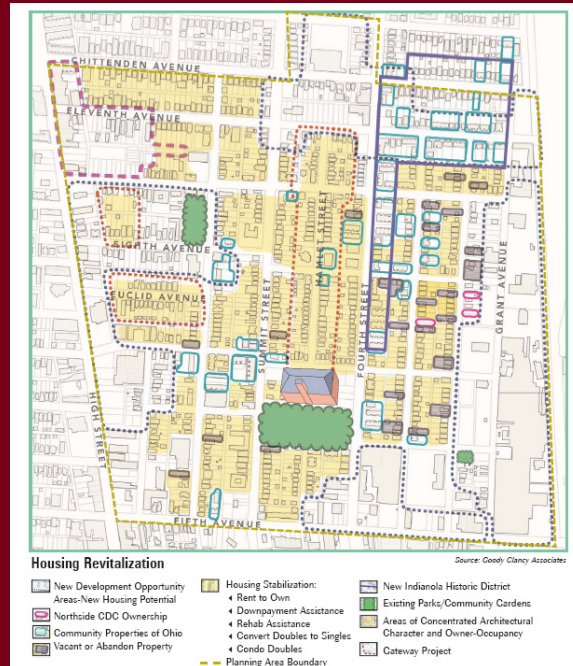 CHITTENDEN AVENUE
ELEVENTH AVENUE
EIGHTH AVENUE
EUCLID AVENUE
HIGH STREET
SUMMIT STREET
HAMLET STREET
FOURTH STREET
GRANT AVENUE
FIFTH AVENUE
Housing Revitalization
Source: Goody Clancy Associates
New Development Opportunity
Areas-New Housing Potential
Northside CDC Ownership
Community Properties of Ohio
Vacant or Abandon Property
Housing Stabilization:
Rent to Own
Downpayment Assistance
Rehab Assistance
Convert Doubles to Singles
Condo Doubles
Planning Area Boundary
New Indianola Historic District
Existing Parks/Community Gardens
Areas of Concentrated Architectural
Character and Owner-Occupancy
Gateway Project